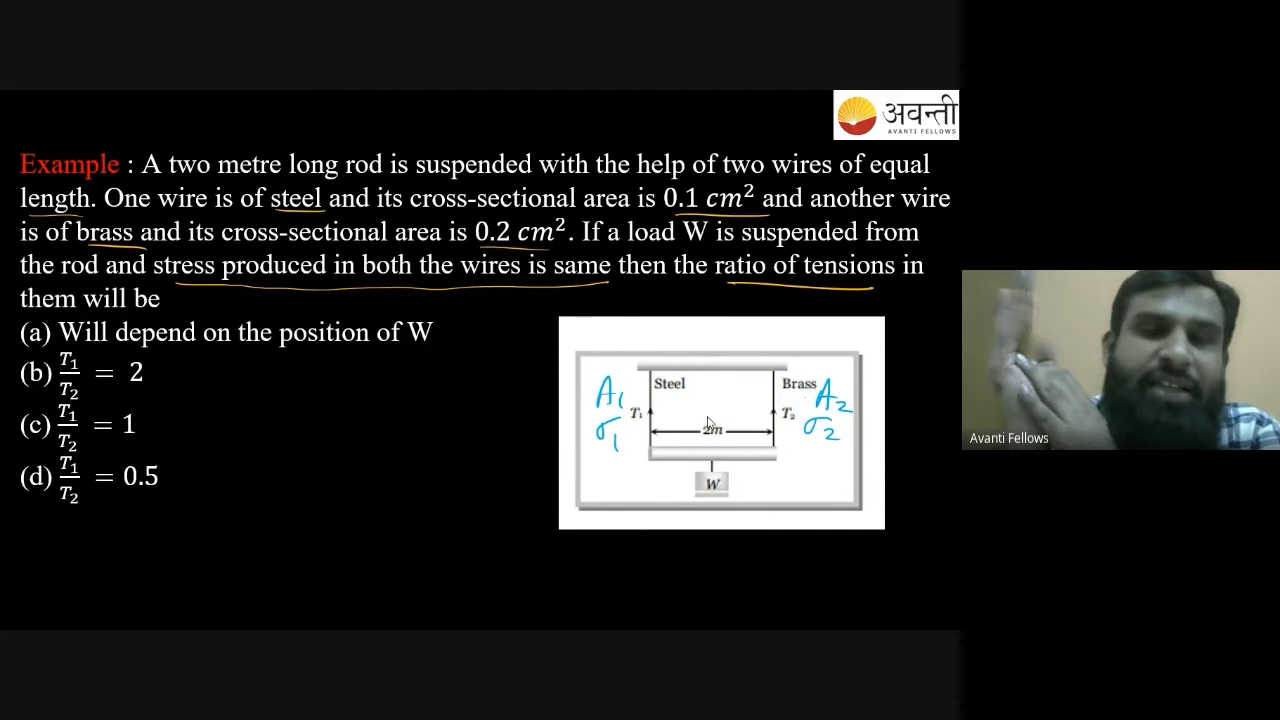 अवन्ती
AVANTI FELLOWS
Example : A two metre long rod is suspended with the help of two wires of equal
length. One wire is of steel and its cross-sectional area is 0.1 cm² and another wire
is of brass and its cross-sectional area is 0.2 cm². If a load W is suspended from
the rod and stress produced in both the wires is same then the ratio of tensions in
them will be
(a) Will depend on the position of W
(b) T₁/T₂ = 2
(c) T₁/T₂ = 1
(d) T₁/T₂ = 0.5
Steel Brass
A₁ A₂
T₁ T₂
σ₁ σ₂
2m
W
Avanti Fellows